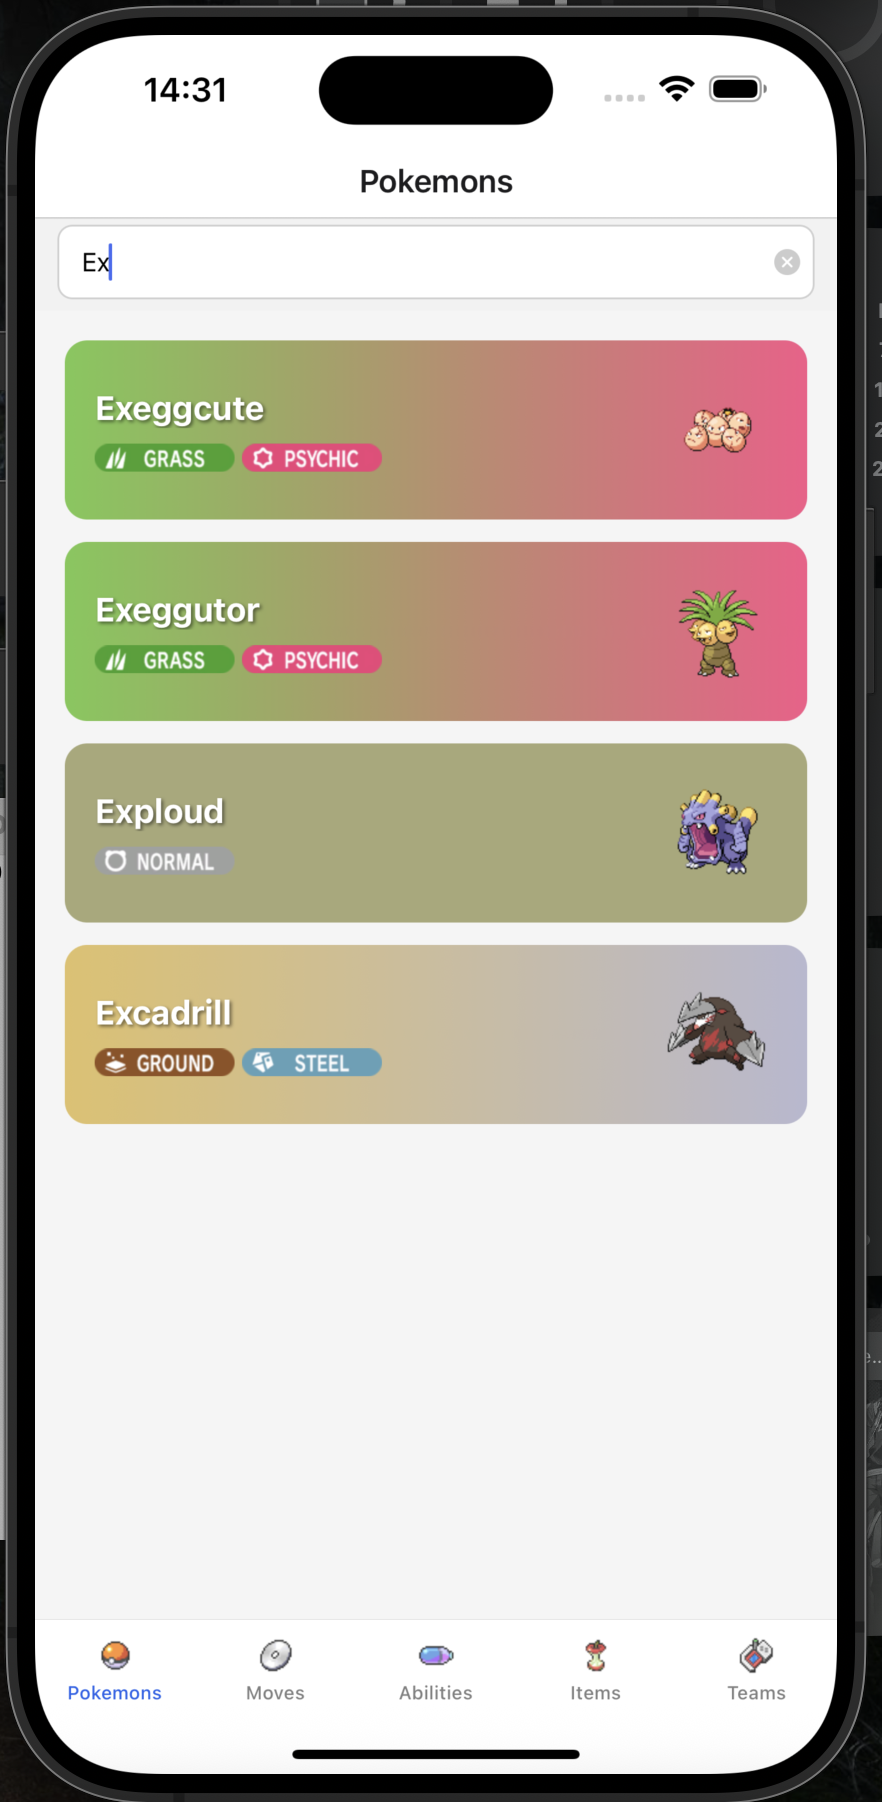 14:31
Pokemons
Ex
Exeggcute
GRASS PSYCHIC
Exeggutor
GRASS PSYCHIC
Exploud
NORMAL
Excadrill
GROUND STEEL
Pokemons Moves Abilities Items Teams